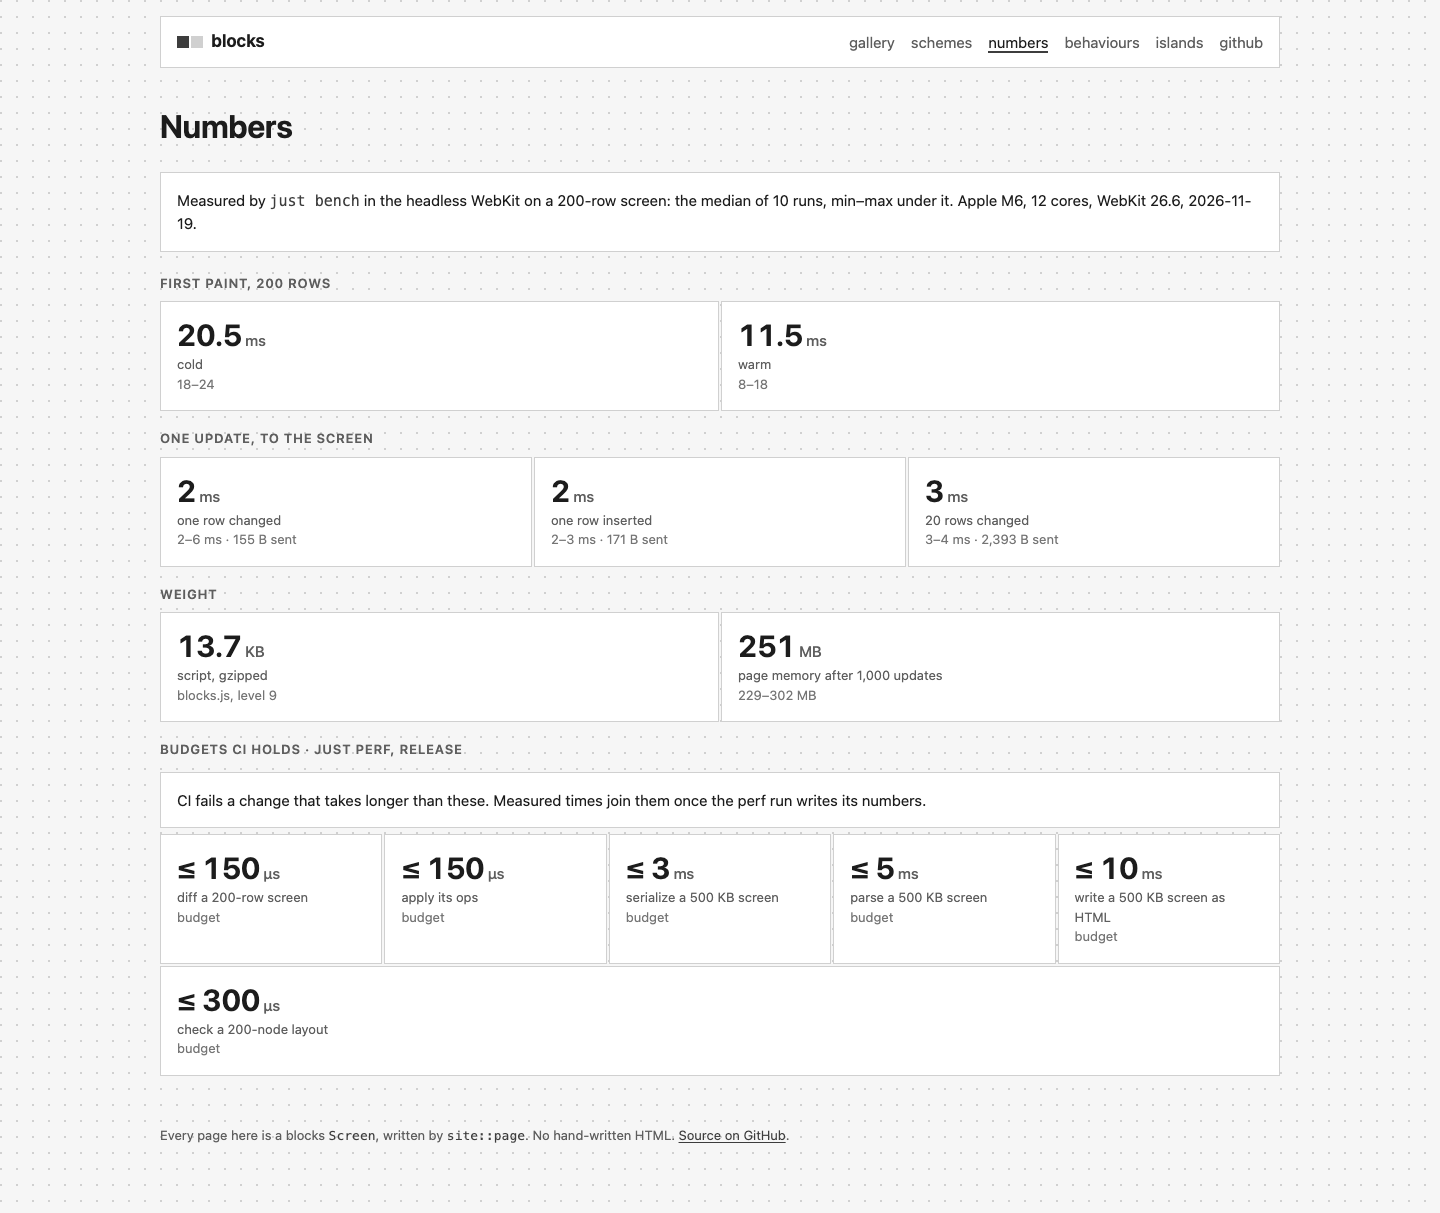 blocks
gallery schemes numbers behaviours islands github
Numbers
Measured by just bench in the headless WebKit on a 200-row screen: the median of 10 runs, min–max under it. Apple M6, 12 cores, WebKit 26.6, 2026-11-
19.
FIRST PAINT, 200 ROWS
20.5 ms
cold
18–24
11.5 ms
warm
8–18
ONE UPDATE, TO THE SCREEN
2 ms
one row changed
2–6 ms · 155 B sent
2 ms
one row inserted
2–3 ms · 171 B sent
3 ms
20 rows changed
3–4 ms · 2,393 B sent
WEIGHT
13.7 KB
script, gzipped
blocks.js, level 9
251 MB
page memory after 1,000 updates
229–302 MB
BUDGETS CI HOLDS · JUST PERF, RELEASE
CI fails a change that takes longer than these. Measured times join them once the perf run writes its numbers.
≤ 150 µs
diff a 200-row screen
budget
≤ 150 µs
apply its ops
budget
≤ 3 ms
serialize a 500 KB screen
budget
≤ 5 ms
parse a 500 KB screen
budget
≤ 10 ms
write a 500 KB screen as
HTML
budget
≤ 300 µs
check a 200-node layout
budget
Every page here is a blocks Screen, written by site::page. No hand-written HTML. Source on GitHub.